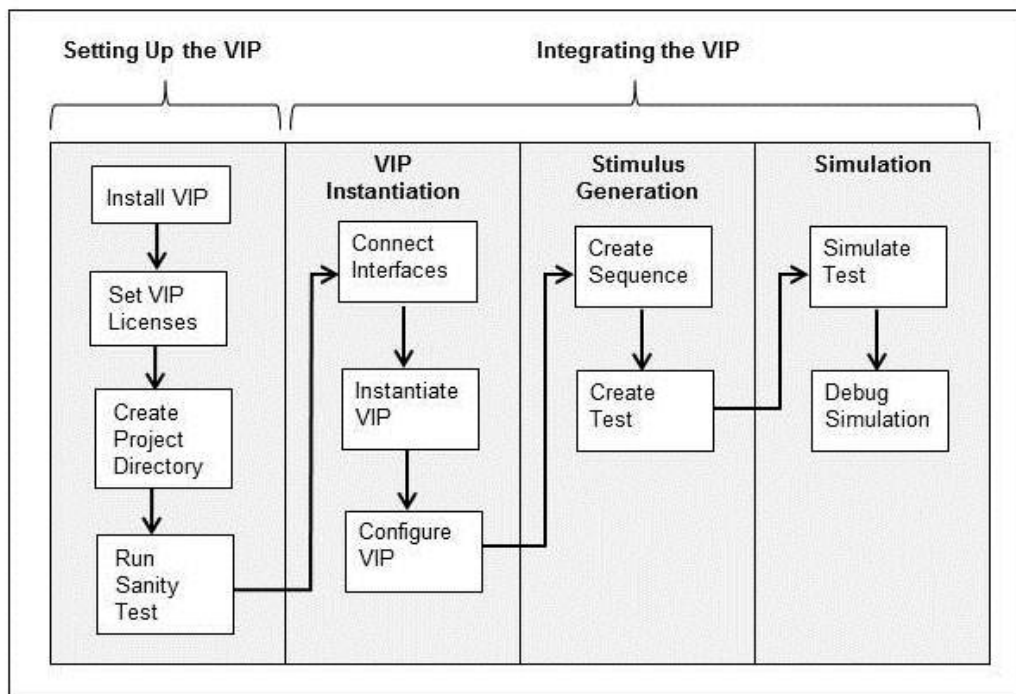 Setting Up the VIP
Integrating the VIP
Install VIP
Set VIP
Licenses
Create
Project
Directory
Run
Sanity
Test
VIP
Instantiation
Connect
Interfaces
Instantiate
VIP
Configure
VIP
Stimulus
Generation
Create
Sequence
Create
Test
Simulation
Simulate
Test
Debug
Simulation